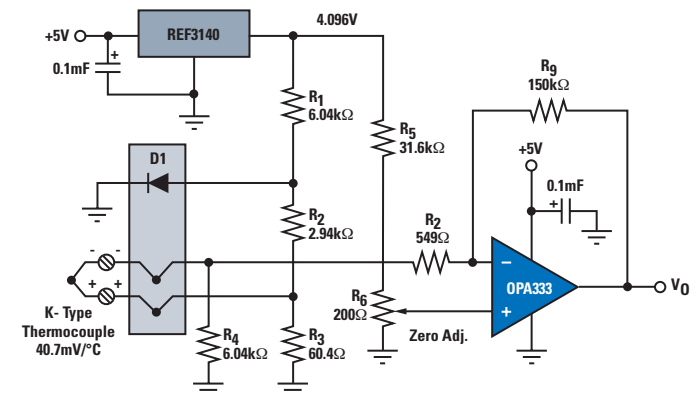 REF3140
4.096V
+5V
+
0.1mF
R1
6.04kΩ
R5
31.6kΩ
R9
150kΩ
D1
+5V
0.1mF
+
R2
2.94kΩ
R2
549Ω
- -
+ +
K- Type
Thermocouple
40.7mV/°C
R4
6.04kΩ
R3
60.4Ω
R6
200Ω
Zero Adj.
−
OPA333
+
VO